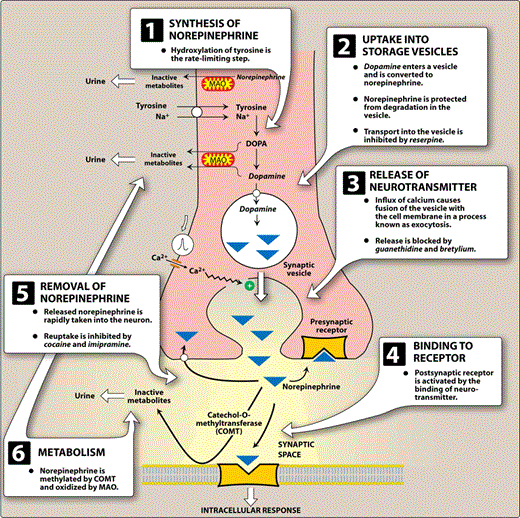 1 SYNTHESIS OF
NOREPINEPHRINE
• Hydroxylation of tyrosine is
the rate-limiting step.
2 UPTAKE INTO
STORAGE VESICLES
• Dopamine enters a vesicle
and is converted to
norepinephrine.
• Norepinephrine is protected
from degradation in the
vesicle.
• Transport into the vesicle is
inhibited by reserpine.
Urine
Inactive
metabolites
MAO
Norepinephrine
Tyrosine
Na+
Tyrosine
Na+
DOPA
Urine
Inactive
metabolites
MAO
Dopamine
Dopamine
3 RELEASE OF
NEUROTRANSMITTER
• Influx of calcium causes
fusion of the vesicle with
the cell membrane in a process
known as exocytosis.
• Release is blocked by
guanethidine and bretylium.
Ca2+
Ca2+
+
Synaptic
vesicle
5 REMOVAL OF
NOREPINEPHRINE
• Released norepinephrine is
rapidly taken into the neuron.
• Reuptake is inhibited by
cocaine and imipramine.
Presynaptic
receptor
4 BINDING TO
RECEPTOR
• Postsynaptic receptor
is activated by the
binding of neuro-
transmitter.
Norepinephrine
Urine
Inactive
metabolites
Catechol-O-
methyltransferase
(COMT)
SYNAPTIC
SPACE
6 METABOLISM
• Norepinephrine is
methylated by COMT
and oxidized by MAO.
INTRACELLULAR RESPONSE